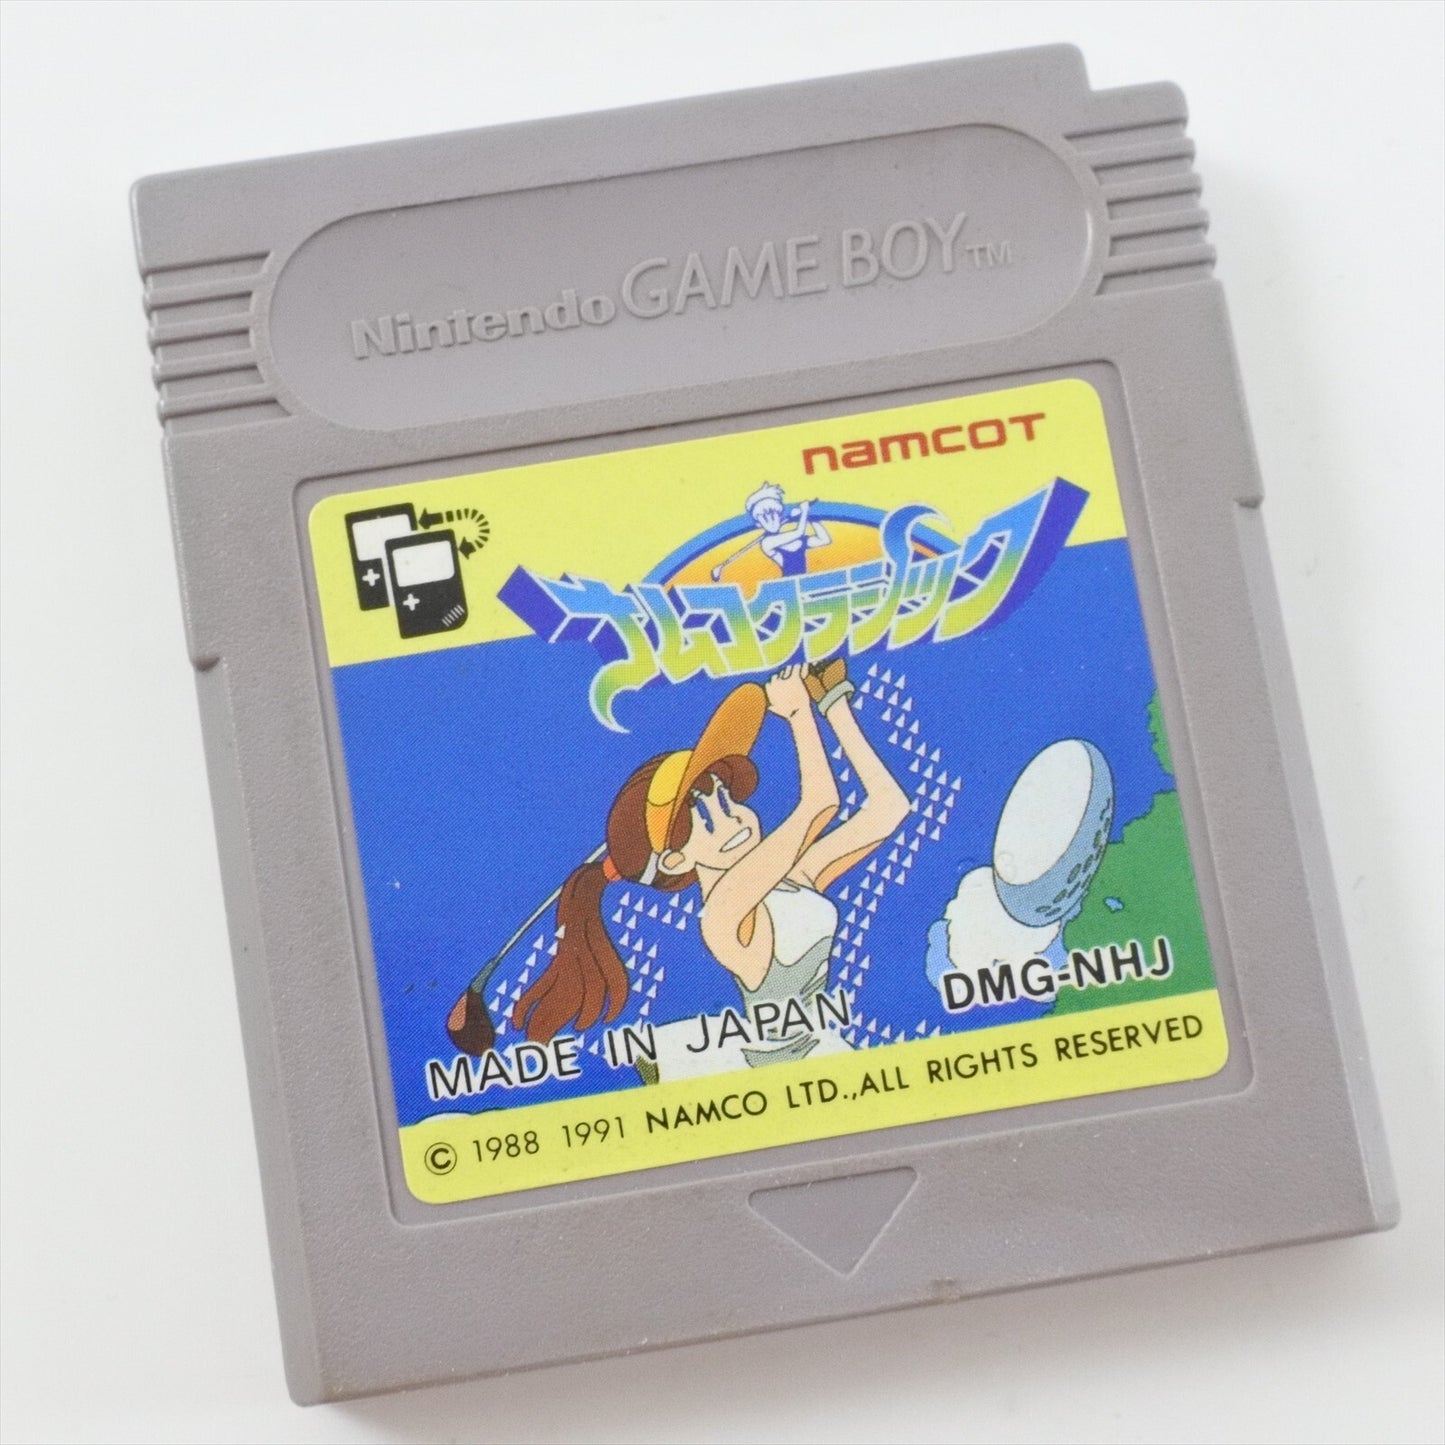 Nintendo GAME BOY™
namcoT
ナムコクラシック
MADE IN JAPAN
DMG-NHJ
© 1988 1991 NAMCO LTD.,ALL RIGHTS RESERVED